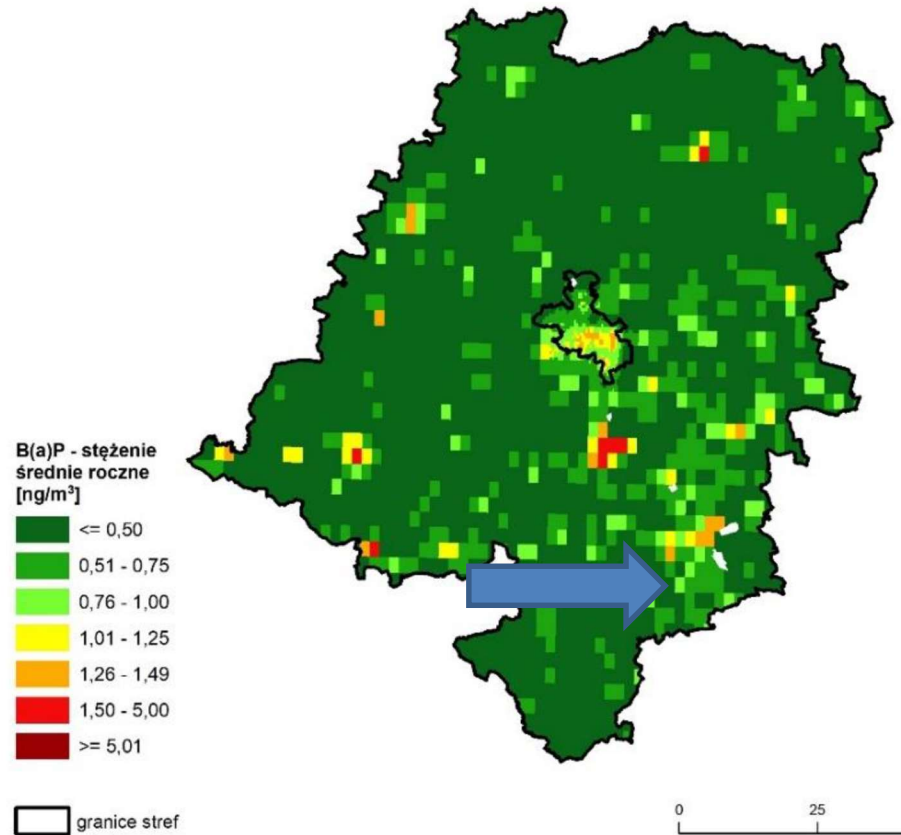 B(a)P - stężenie
średnie roczne
[ng/m³]
<= 0,50
0,51 - 0,75
0,76 - 1,00
1,01 - 1,25
1,26 - 1,49
1,50 - 5,00
>= 5,01
granice stref
0 25